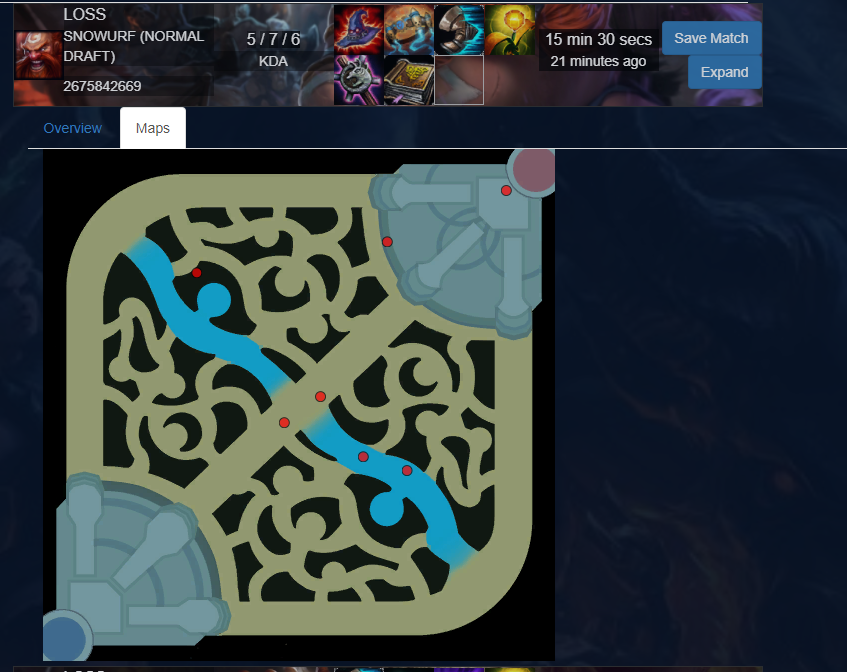 LOSS
SNOWURF (NORMAL
DRAFT)
2675842669
5 / 7 / 6
KDA
15 min 30 secs
21 minutes ago
Save Match
Expand
Overview
Maps